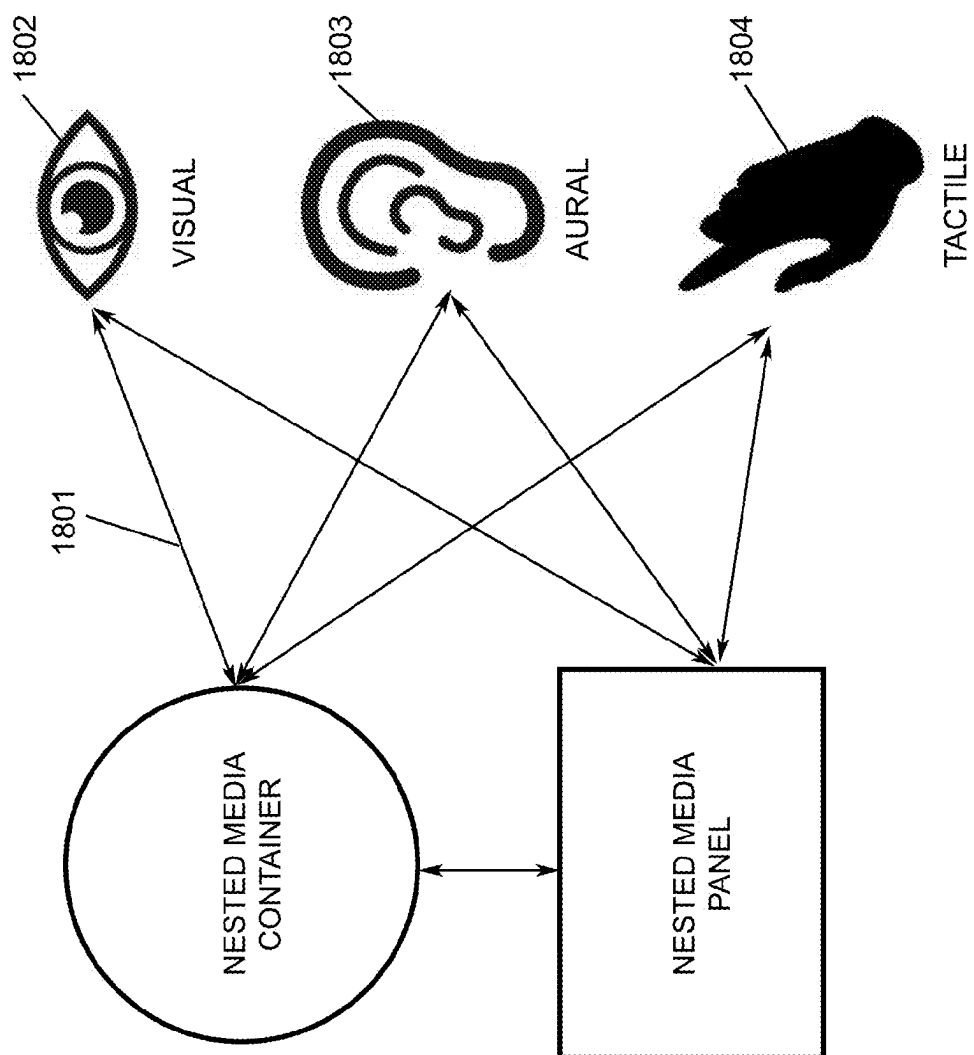 1801
1802
VISUAL
1803
AURAL
1804
TACTILE
NESTED MEDIA
CONTAINER
NESTED MEDIA
PANEL